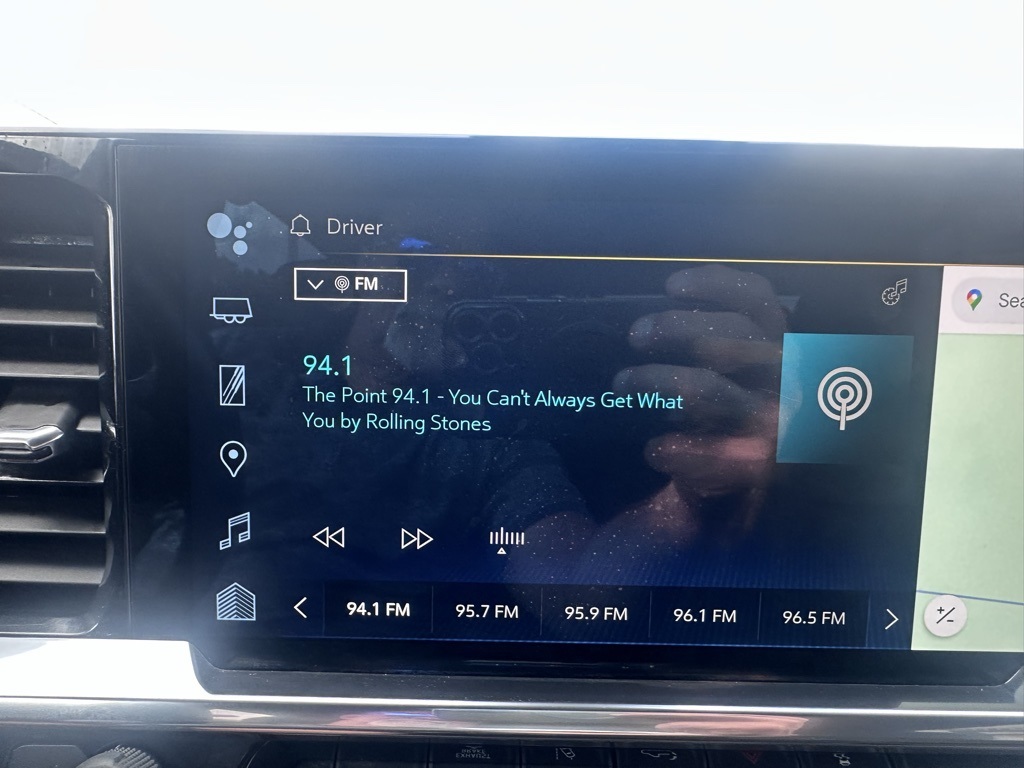 Driver
FM
94.1
The Point 94.1 - You Can't Always Get What
You by Rolling Stones
94.1 FM
95.7 FM
95.9 FM
96.1 FM
96.5 FM
Sea
+/-